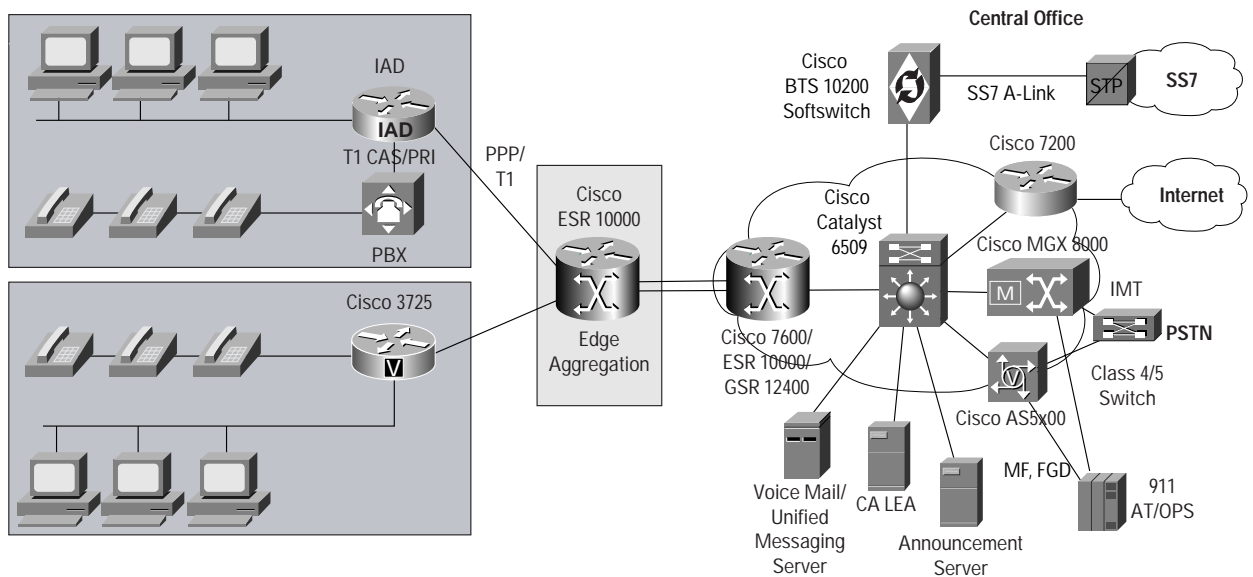 Central Office
IAD
IAD
T1 CAS/PRI
PBX
PPP/
T1
Cisco 3725
V
Cisco
ESR 10000
Edge
Aggregation
Cisco
BTS 10200
Softswitch
SS7 A-Link
STP
SS7
Cisco 7200
Internet
Cisco
Catalyst
6509
Cisco MGX 8000
M
IMT
PSTN
Class 4/5
Switch
Cisco 7600/
ESR 10000/
GSR 12400
V
Cisco AS5x00
MF, FGD
Voice Mail/
Unified
Messaging
Server
CA LEA
Announcement
Server
911
AT/OPS